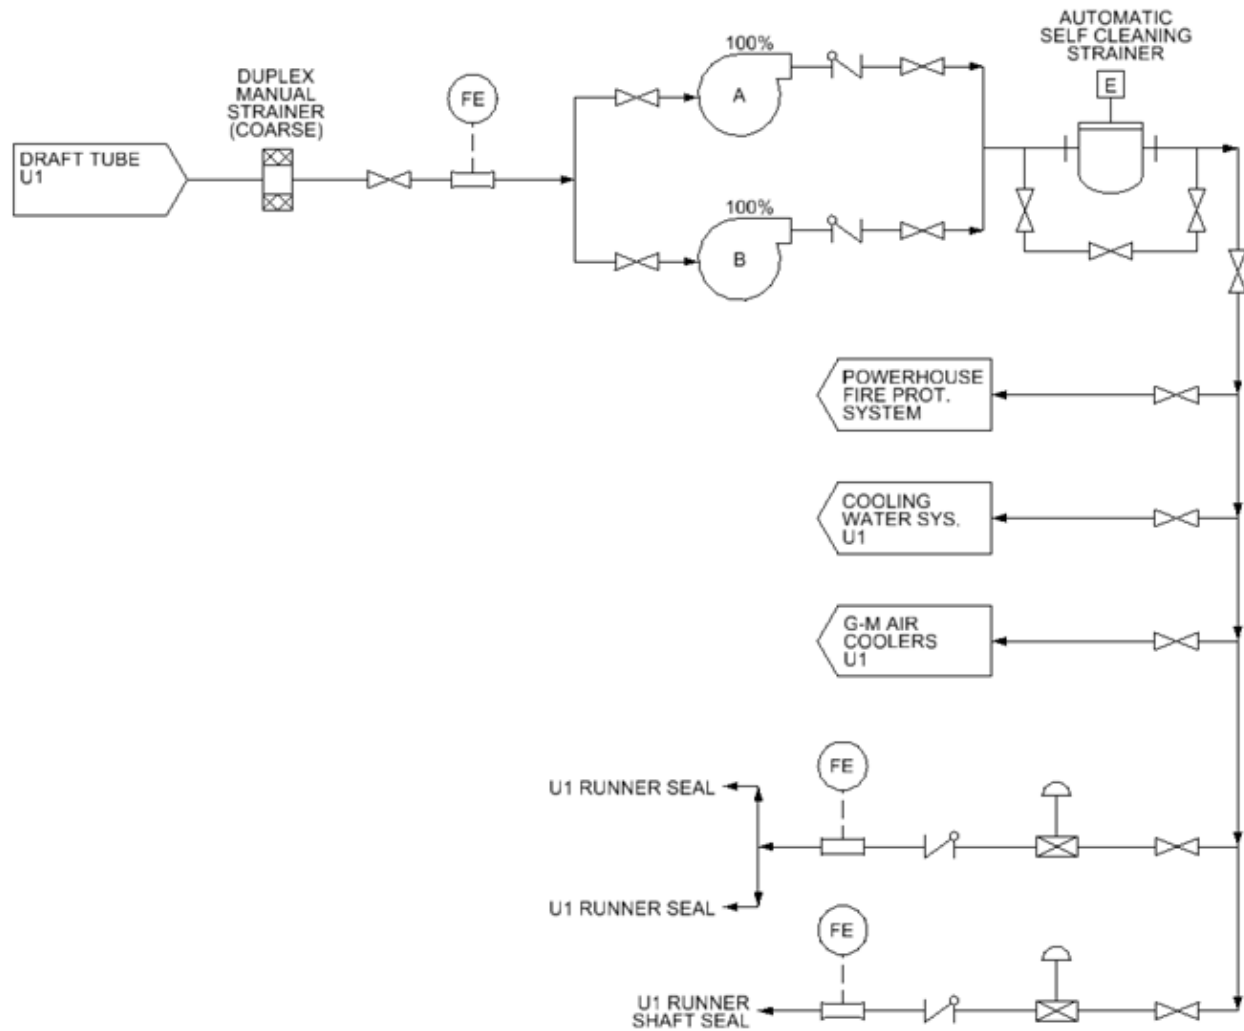 AUTOMATIC
SELF CLEANING
STRAINER
E
100%
A
DUPLEX
MANUAL
STRAINER
(COARSE)
FE
DRAFT TUBE
U1
100%
B
POWERHOUSE
FIRE PROT.
SYSTEM
COOLING
WATER SYS.
U1
G-M AIR
COOLERS
U1
FE
U1 RUNNER SEAL
U1 RUNNER SEAL
FE
U1 RUNNER
SHAFT SEAL